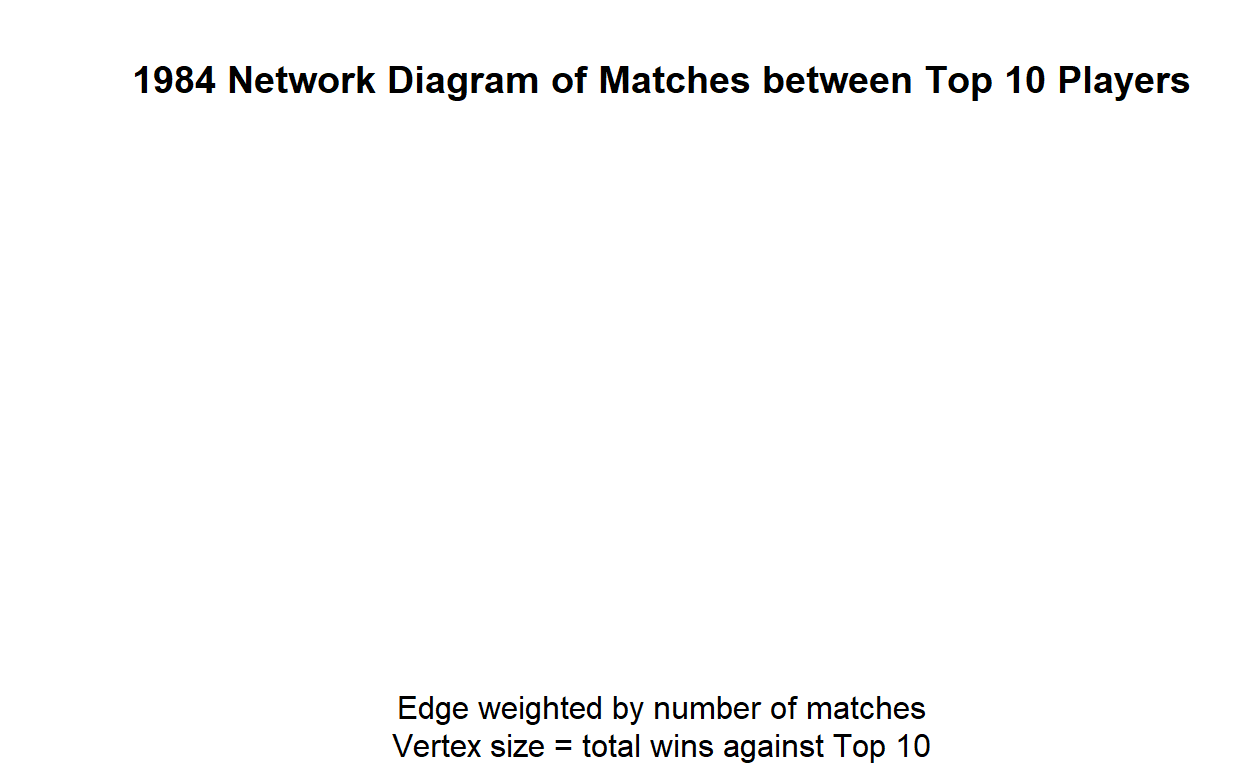 1984 Network Diagram of Matches between Top 10 Players
Edge weighted by number of matches
Vertex size = total wins against Top 10